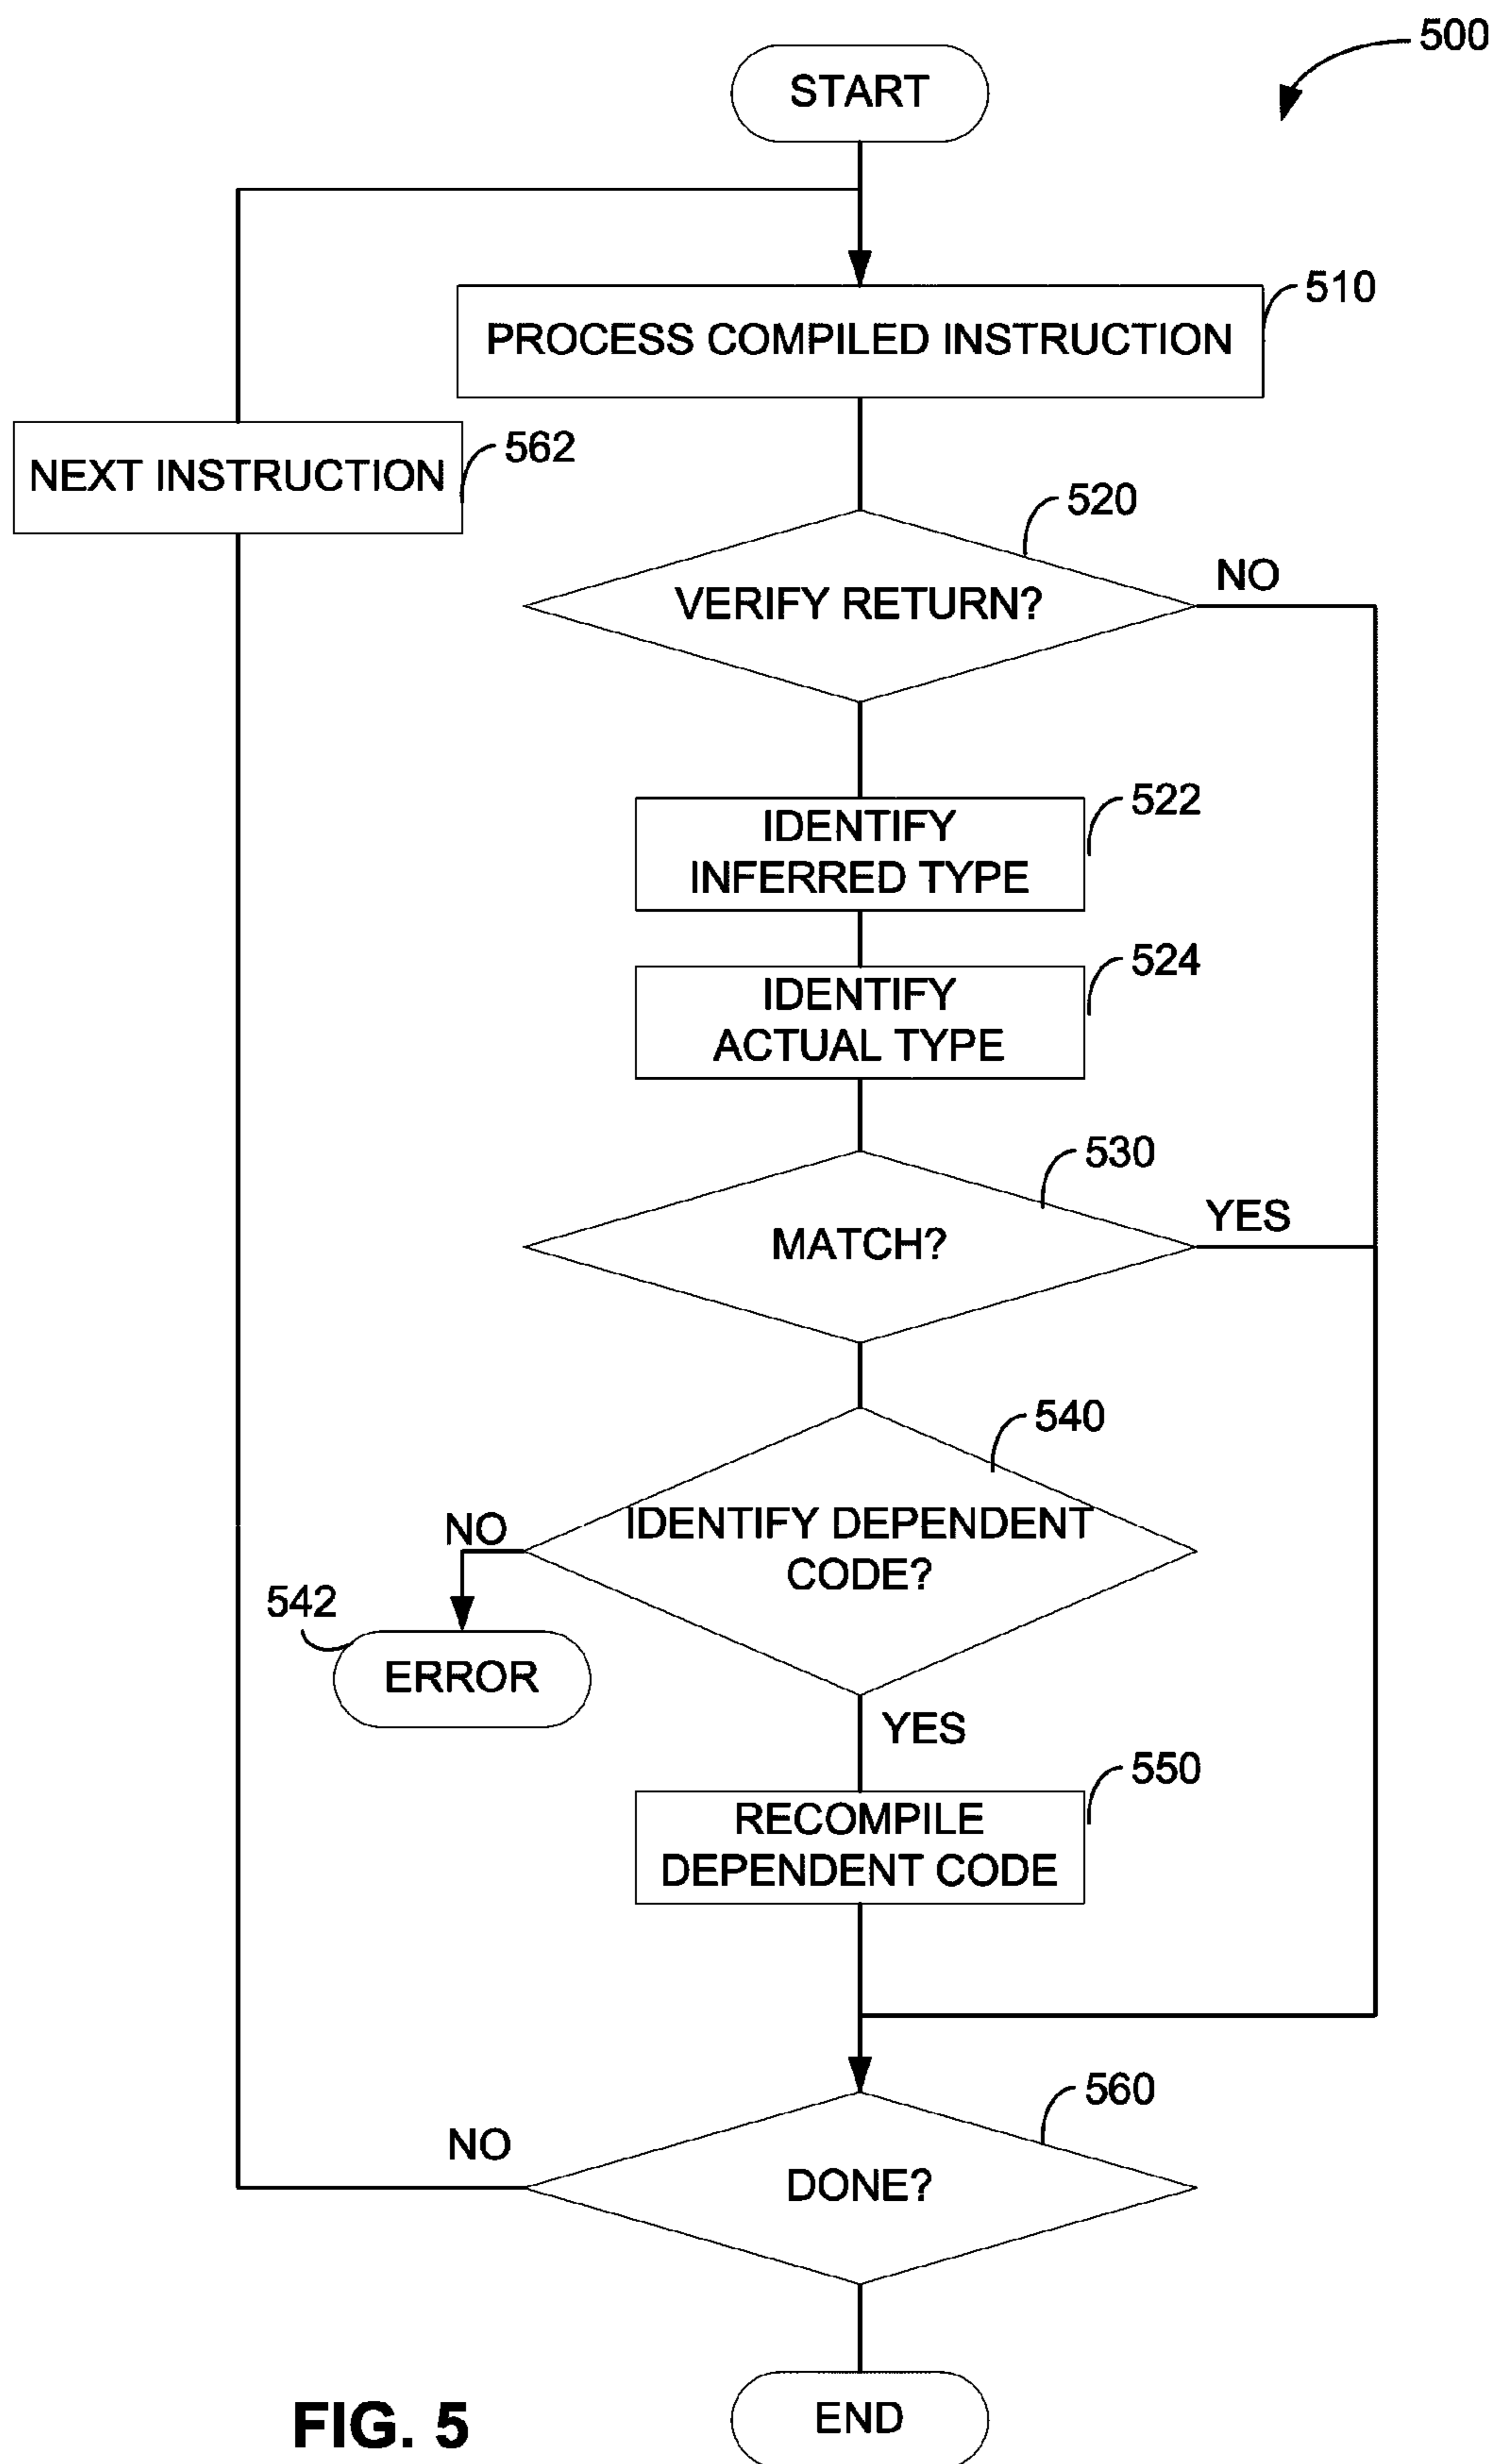 500
START
510
PROCESS COMPILED INSTRUCTION
562
NEXT INSTRUCTION
520
NO
VERIFY RETURN?
522
IDENTIFY
INFERRED TYPE
524
IDENTIFY
ACTUAL TYPE
530
YES
MATCH?
540
NO
IDENTIFY DEPENDENT
CODE?
542
ERROR
YES
550
RECOMPILE
DEPENDENT CODE
560
NO
DONE?
END
FIG. 5